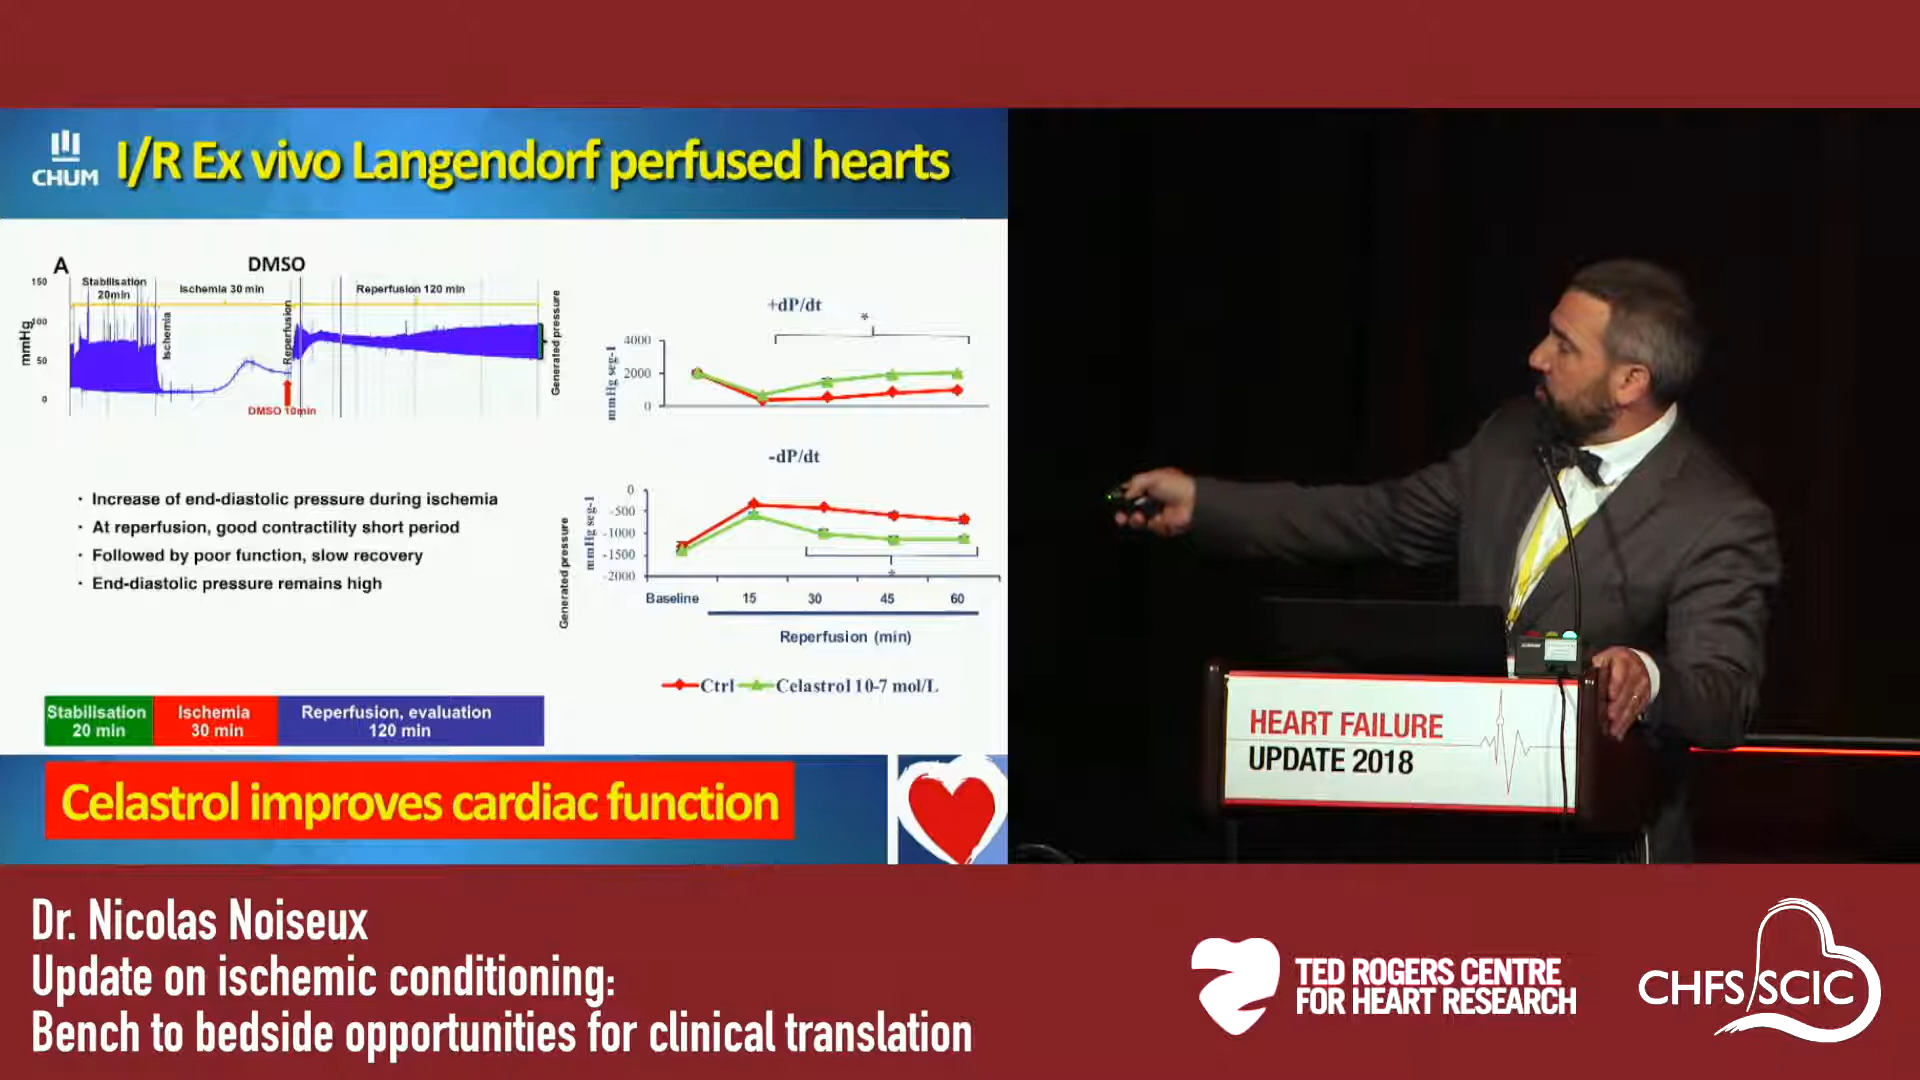 CHUM
I/R Ex vivo Langendorf perfused hearts
A
DMSO
Stabilisation
20min
Ischemia 30 min
Reperfusion 120 min
150
100
50
0
mmHg
Ischemia
Reperfusion
DMSO 10min
Generated pressure
+dP/dt
*
4000
2000
0
mmHg seg-1
-dP/dt
0
-500
-1000
-1500
-2000
mmHg seg-1
Generated pressure
*
Baseline 15 30 45 60
Reperfusion (min)
Ctrl Celastrol 10-7 mol/L
· Increase of end-diastolic pressure during ischemia
· At reperfusion, good contractility short period
· Followed by poor function, slow recovery
· End-diastolic pressure remains high
Stabilisation
20 min
Ischemia
30 min
Reperfusion, evaluation
120 min
Celastrol improves cardiac function
HEART FAILURE
UPDATE 2018
Dr. Nicolas Noiseux
Update on ischemic conditioning:
Bench to bedside opportunities for clinical translation
TED ROGERS CENTRE
FOR HEART RESEARCH
CHFS/SCIC